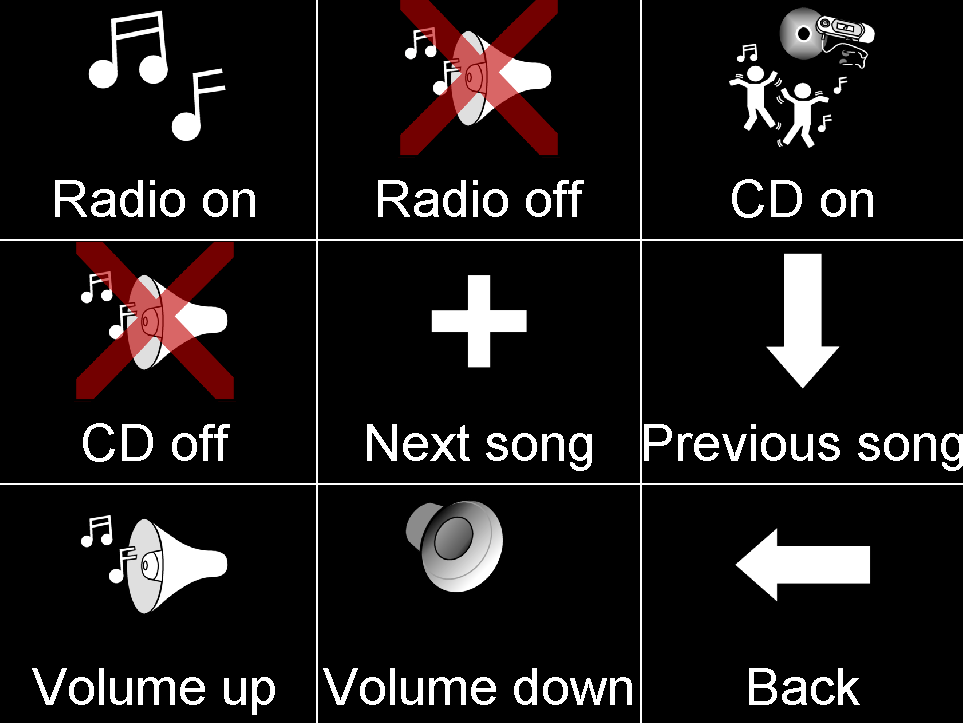 Radio on
Radio off
CD on
CD off
Next song
Previous song
Volume up
Volume down
Back